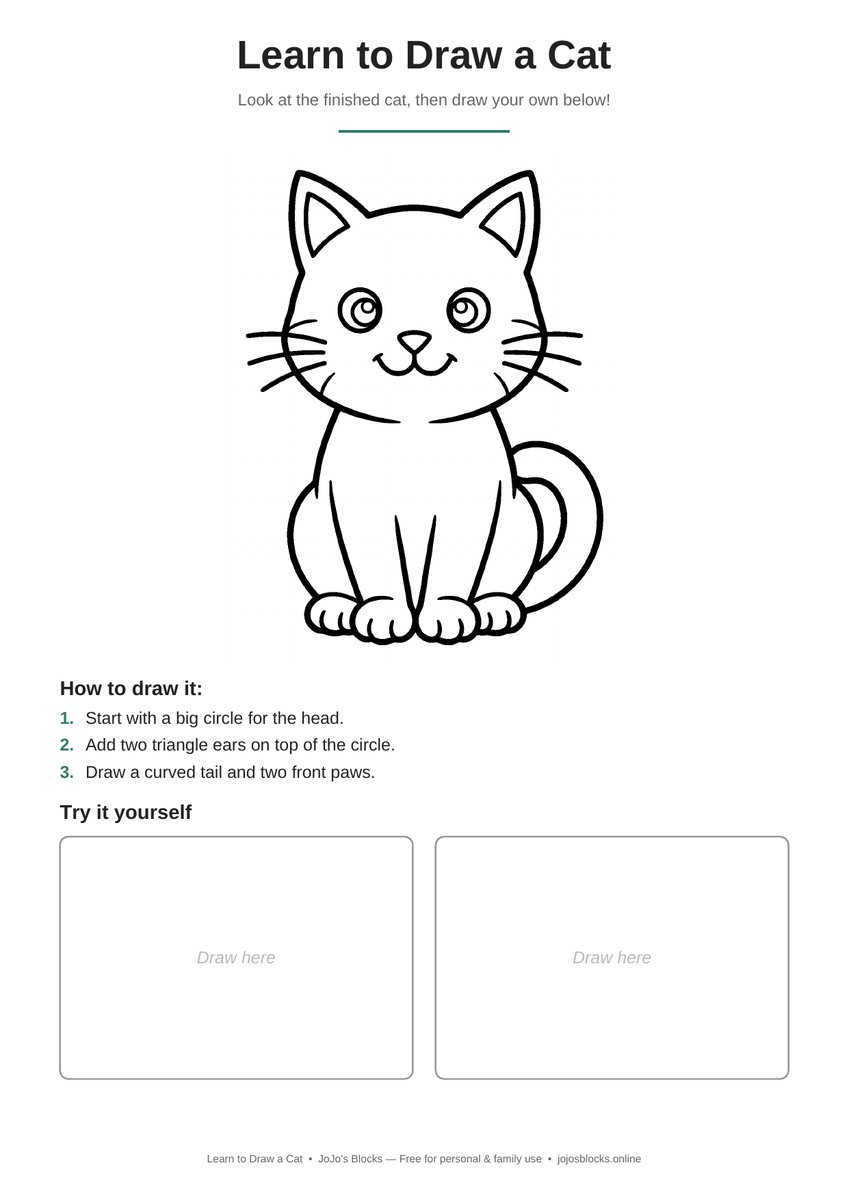 Learn to Draw a Cat
Look at the finished cat, then draw your own below!
How to draw it:
1. Start with a big circle for the head.
2. Add two triangle ears on top of the circle.
3. Draw a curved tail and two front paws.
Try it yourself
Draw here
Draw here
Learn to Draw a Cat • JoJo's Blocks — Free for personal & family use • jojosblocks.online